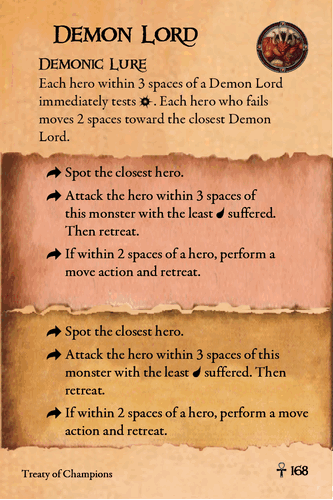 Demon Lord
Demonic Lure
Each hero within 3 spaces of a Demon Lord
immediately tests . Each hero who fails
moves 2 spaces toward the closest Demon
Lord.
Spot the closest hero.
Attack the hero within 3 spaces of
this monster with the least suffered.
Then retreat.
If within 2 spaces of a hero, perform a
move action and retreat.
Spot the closest hero.
Attack the hero within 3 spaces of this
monster with the least suffered. Then
retreat.
If within 2 spaces of a hero, perform a move
action and retreat.
Treaty of Champions
168